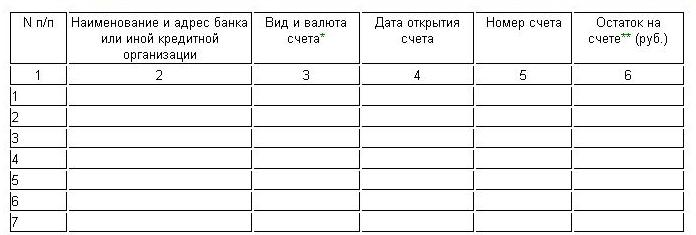 N п/п Наименование и адрес банка Вид и валюта Дата открытия Номер счета Остаток на
или иной кредитной счета* счета счете** (руб.)
организации
1 2 3 4 5 6
1
2
3
4
5
6
7